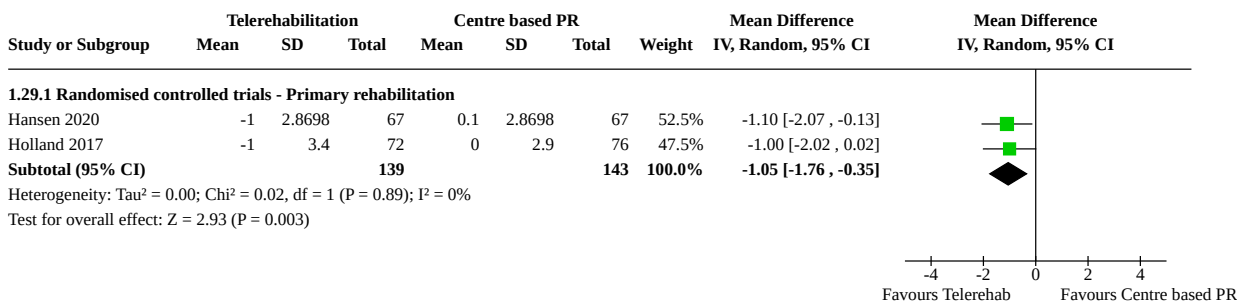 Telerehabilitation Centre based PR Mean Difference Mean Difference
Study or Subgroup Mean SD Total Mean SD Total Weight IV, Random, 95% CI IV, Random, 95% CI
1.29.1 Randomised controlled trials - Primary rehabilitation
Hansen 2020 -1 2.8698 67 0.1 2.8698 67 52.5% -1.10 [-2.07 , -0.13]
Holland 2017 -1 3.4 72 0 2.9 76 47.5% -1.00 [-2.02 , 0.02]
Subtotal (95% CI) 139 143 100.0% -1.05 [-1.76 , -0.35]
Heterogeneity: Tau² = 0.00; Chi² = 0.02, df = 1 (P = 0.89); I² = 0%
Test for overall effect: Z = 2.93 (P = 0.003)
-4 -2 0 2 4
Favours Telerehab Favours Centre based PR